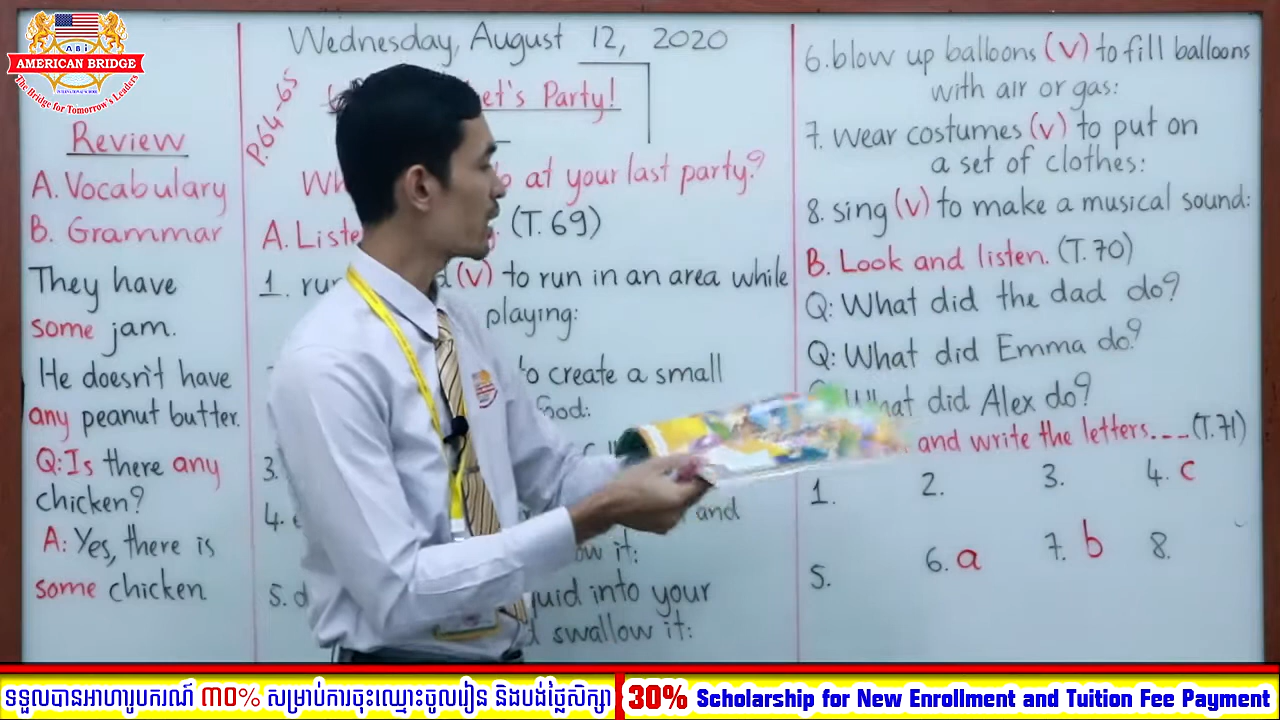 ABi
AMERICAN BRIDGE
INTERNATIONAL SCHOOL
The Bridge for Tomorrow's Leaders
Review
A. Vocabulary
B. Grammar
They have
some jam.
He doesn't have
any peanut butter.
Q: Is there any
chicken?
A: Yes, there is
some chicken.
Wednesday, August 12, 2020
P.64-65
Let's Party!
at your last party?
A. (T. 69)
1. (v) to run in an area while
playing:
to create a small
food:
3.
4. and
it:
5. liquid into your
swallow it:
6. blow up balloons (v) to fill balloons
with air or gas:
7. wear costumes (v) to put on
a set of clothes:
8. sing (v) to make a musical sound:
B. Look and listen. (T. 70)
Q: What did the dad do?
Q: What did Emma do?
Q: What did Alex do?
and write the letters.... (T. 71)
1. 2. 3. 4. c
5. 6. a 7. b 8.
ទទួលបានអាហារូបករណ៍ ៣០% សម្រាប់ការចុះឈ្មោះចូលរៀន និងបង់ថ្លៃសិក្សា
30% Scholarship for New Enrollment and Tuition Fee Payment